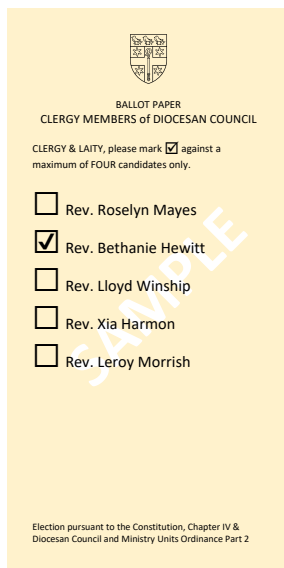 BALLOT PAPER
CLERGY MEMBERS of DIOCESAN COUNCIL
CLERGY & LAITY, please mark ☑ against a
maximum of FOUR candidates only.
☐ Rev. Roselyn Mayes
☑ Rev. Bethanie Hewitt
☐ Rev. Lloyd Winship
☐ Rev. Xia Harmon
☐ Rev. Leroy Morrish
SAMPLE
Election pursuant to the Constitution, Chapter IV &
Diocesan Council and Ministry Units Ordinance Part 2